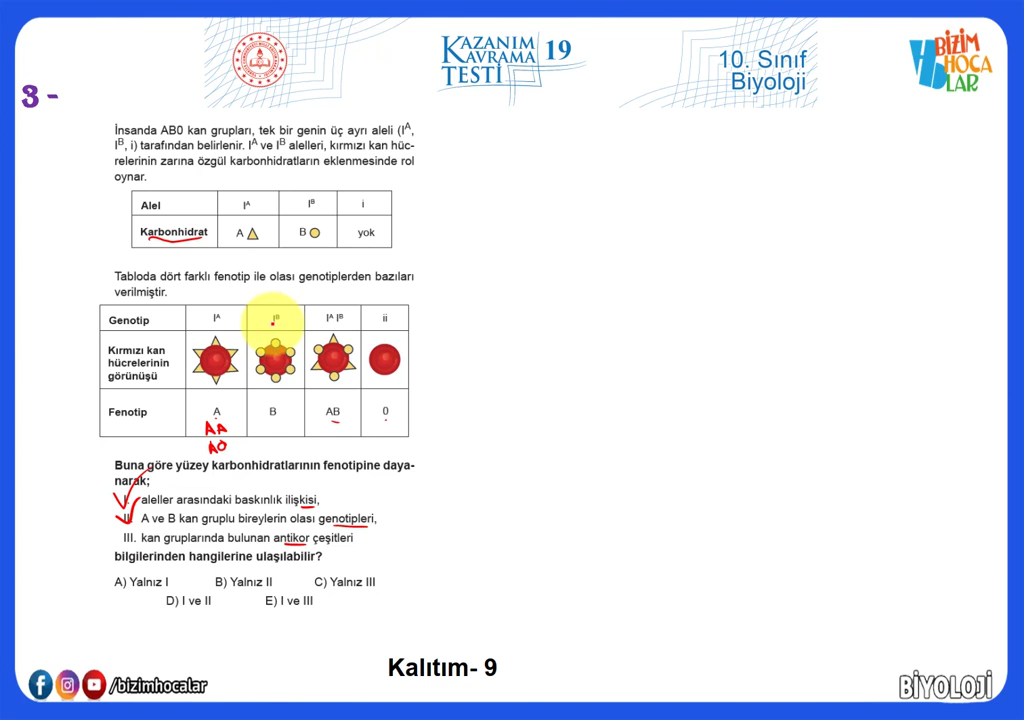 KAZANIM
KAVRAMA
TESTİ 19
10. Sınıf
Biyoloji
BİZİM
HOCA
LAR
3 -
İnsanda AB0 kan grupları, tek bir genin üç ayrı aleli (Iᴬ,
Iᴮ, i) tarafından belirlenir. Iᴬ ve Iᴮ alelleri, kırmızı kan hüc-
relerinin zarına özgül karbonhidratların eklenmesinde rol
oynar.
Alel Iᴬ Iᴮ i
Karbonhidrat A B yok
Tabloda dört farklı fenotip ile olası genotiplerden bazıları
verilmiştir.
Genotip Iᴬ Iᴮ Iᴬ Iᴮ ii
Kırmızı kan
hücrelerinin
görünüşü
Fenotip A B AB 0
AA
AO
Buna göre yüzey karbonhidratlarının fenotipine daya-
narak;
I. aleller arasındaki baskınlık ilişkisi,
II. A ve B kan gruplu bireylerin olası genotipleri,
III. kan gruplarında bulunan antikor çeşitleri
bilgilerinden hangilerine ulaşılabilir?
A) Yalnız I B) Yalnız II C) Yalnız III
D) I ve II E) I ve III
Kalıtım- 9
/bizimhocalar
BİYOLOJİ